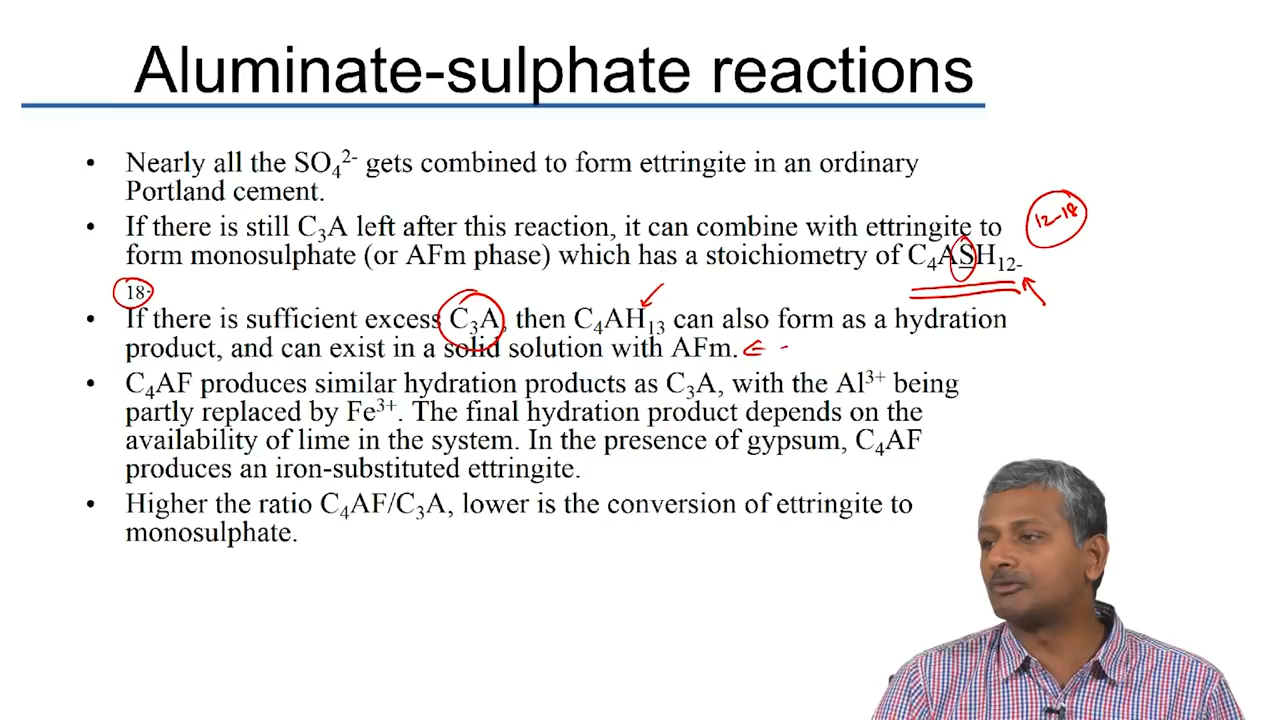 Aluminate-sulphate reactions
• Nearly all the SO₄²⁻ gets combined to form ettringite in an ordinary
Portland cement.
• If there is still C₃A left after this reaction, it can combine with ettringite to
form monosulphate (or AFm phase) which has a stoichiometry of C₄ASH₁₂₋
18-
12-18
• If there is sufficient excess C₃A, then C₄AH₁₃ can also form as a hydration
product, and can exist in a solid solution with AFm.
• C₄AF produces similar hydration products as C₃A, with the Al³⁺ being
partly replaced by Fe³⁺. The final hydration product depends on the
availability of lime in the system. In the presence of gypsum, C₄AF
produces an iron-substituted ettringite.
• Higher the ratio C₄AF/C₃A, lower is the conversion of ettringite to
monosulphate.